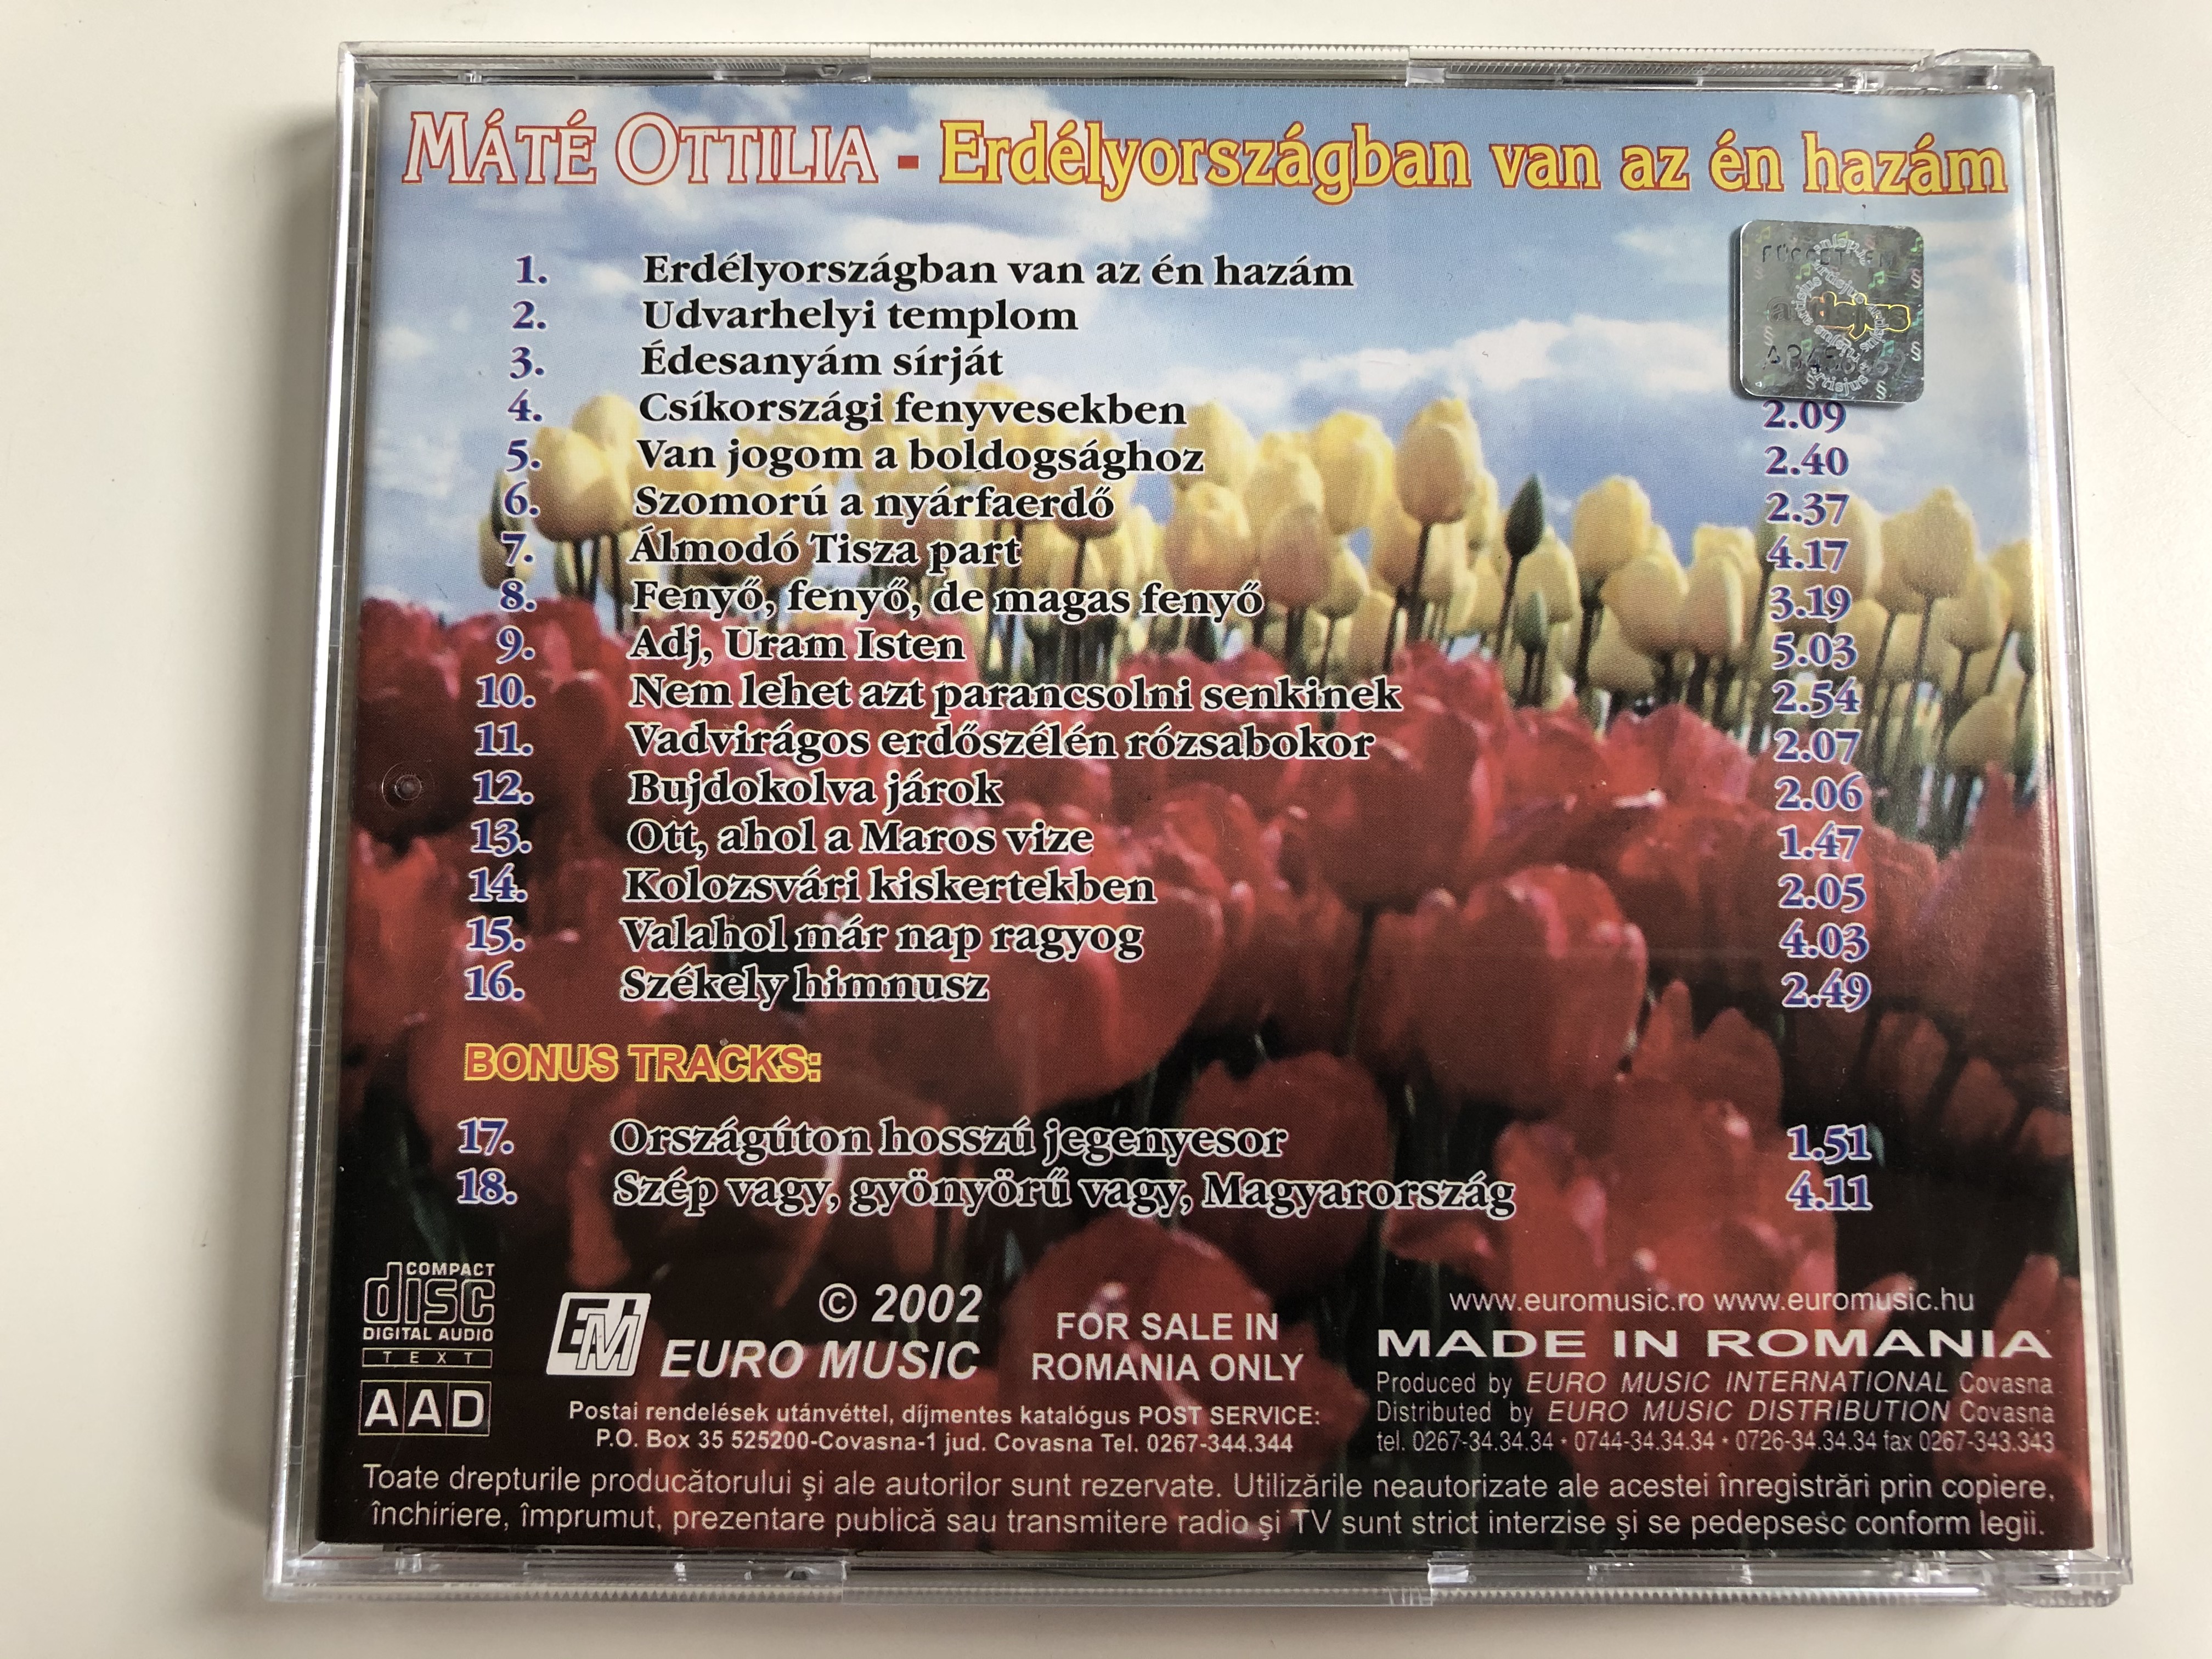 MÁTÉ OTTILIA - Erdélyországban van az én hazám
1. Erdélyországban van az én hazám
2. Udvarhelyi templom
3. Édesanyám sírját
4. Csíkországi fenyvesekben 2.09
5. Van jogom a boldogsághoz 2.40
6. Szomorú a nyárfaerdő 2.37
7. Álmodó Tisza part 4.17
8. Fenyő, fenyő, de magas fenyő 3.19
9. Adj, Uram Isten 5.03
10. Nem lehet azt parancsolni senkinek 2.54
11. Vadvirágos erdőszélén rózsabokor 2.07
12. Bujdokolva járok 2.06
13. Ott, ahol a Maros vize 1.47
14. Kolozsvári kiskertekben 2.05
15. Valahol már nap ragyog 4.03
16. Székely himnusz 2.49
BONUS TRACKS:
17. Országúton hosszú jegenyesor 1.51
18. Szép vagy, gyönyörű vagy, Magyarország 4.11
COMPACT
disc
DIGITAL AUDIO
TEXT
AAD
EMi
© 2002
EURO MUSIC
FOR SALE IN
ROMANIA ONLY
Postai rendelések utánvéttel, díjmentes katalógus POST SERVICE:
P.O. Box 35 525200-Covasna-1 jud. Covasna Tel. 0267-344.344
www.euromusic.ro www.euromusic.hu
MADE IN ROMANIA
Produced by EURO MUSIC INTERNATIONAL Covasna
Distributed by EURO MUSIC DISTRIBUTION Covasna
tel. 0267-34.34.34 • 0744-34.34.34 • 0726-34.34.34 fax 0267-343.343
Toate drepturile producătorului şi ale autorilor sunt rezervate. Utilizările neautorizate ale acestei înregistrări prin copiere,
închiriere, împrumut, prezentare publică sau transmitere radio şi TV sunt strict interzise şi se pedepsesc conform legii.
artisjus